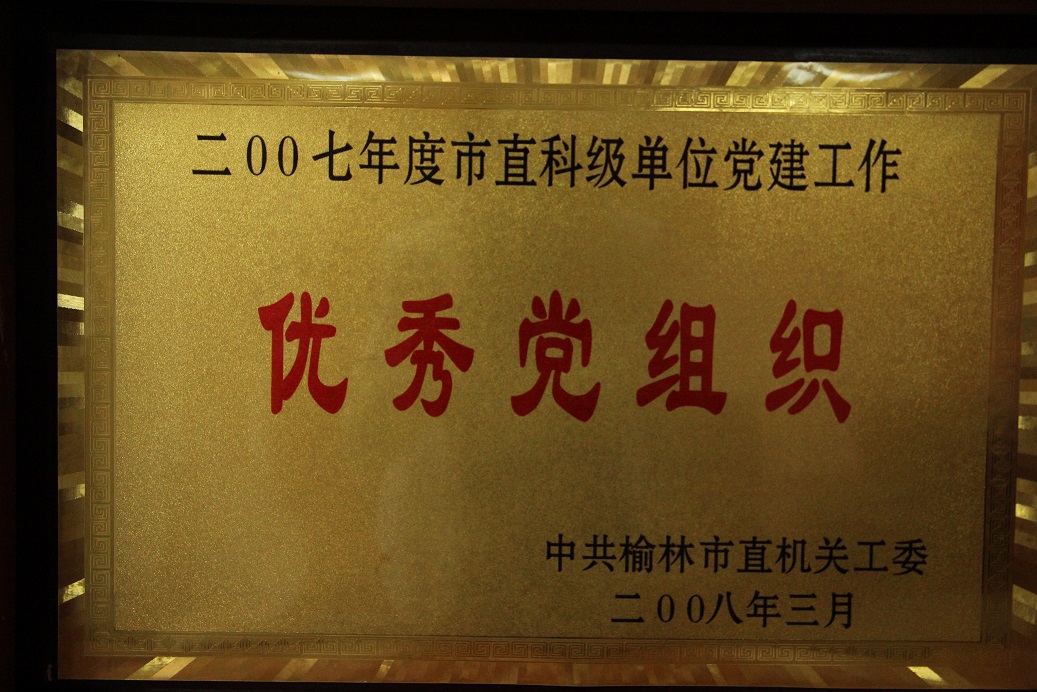 二00七年度市直科级单位党建工作
优秀党组织
中共榆林市直机关工委
二00八年三月